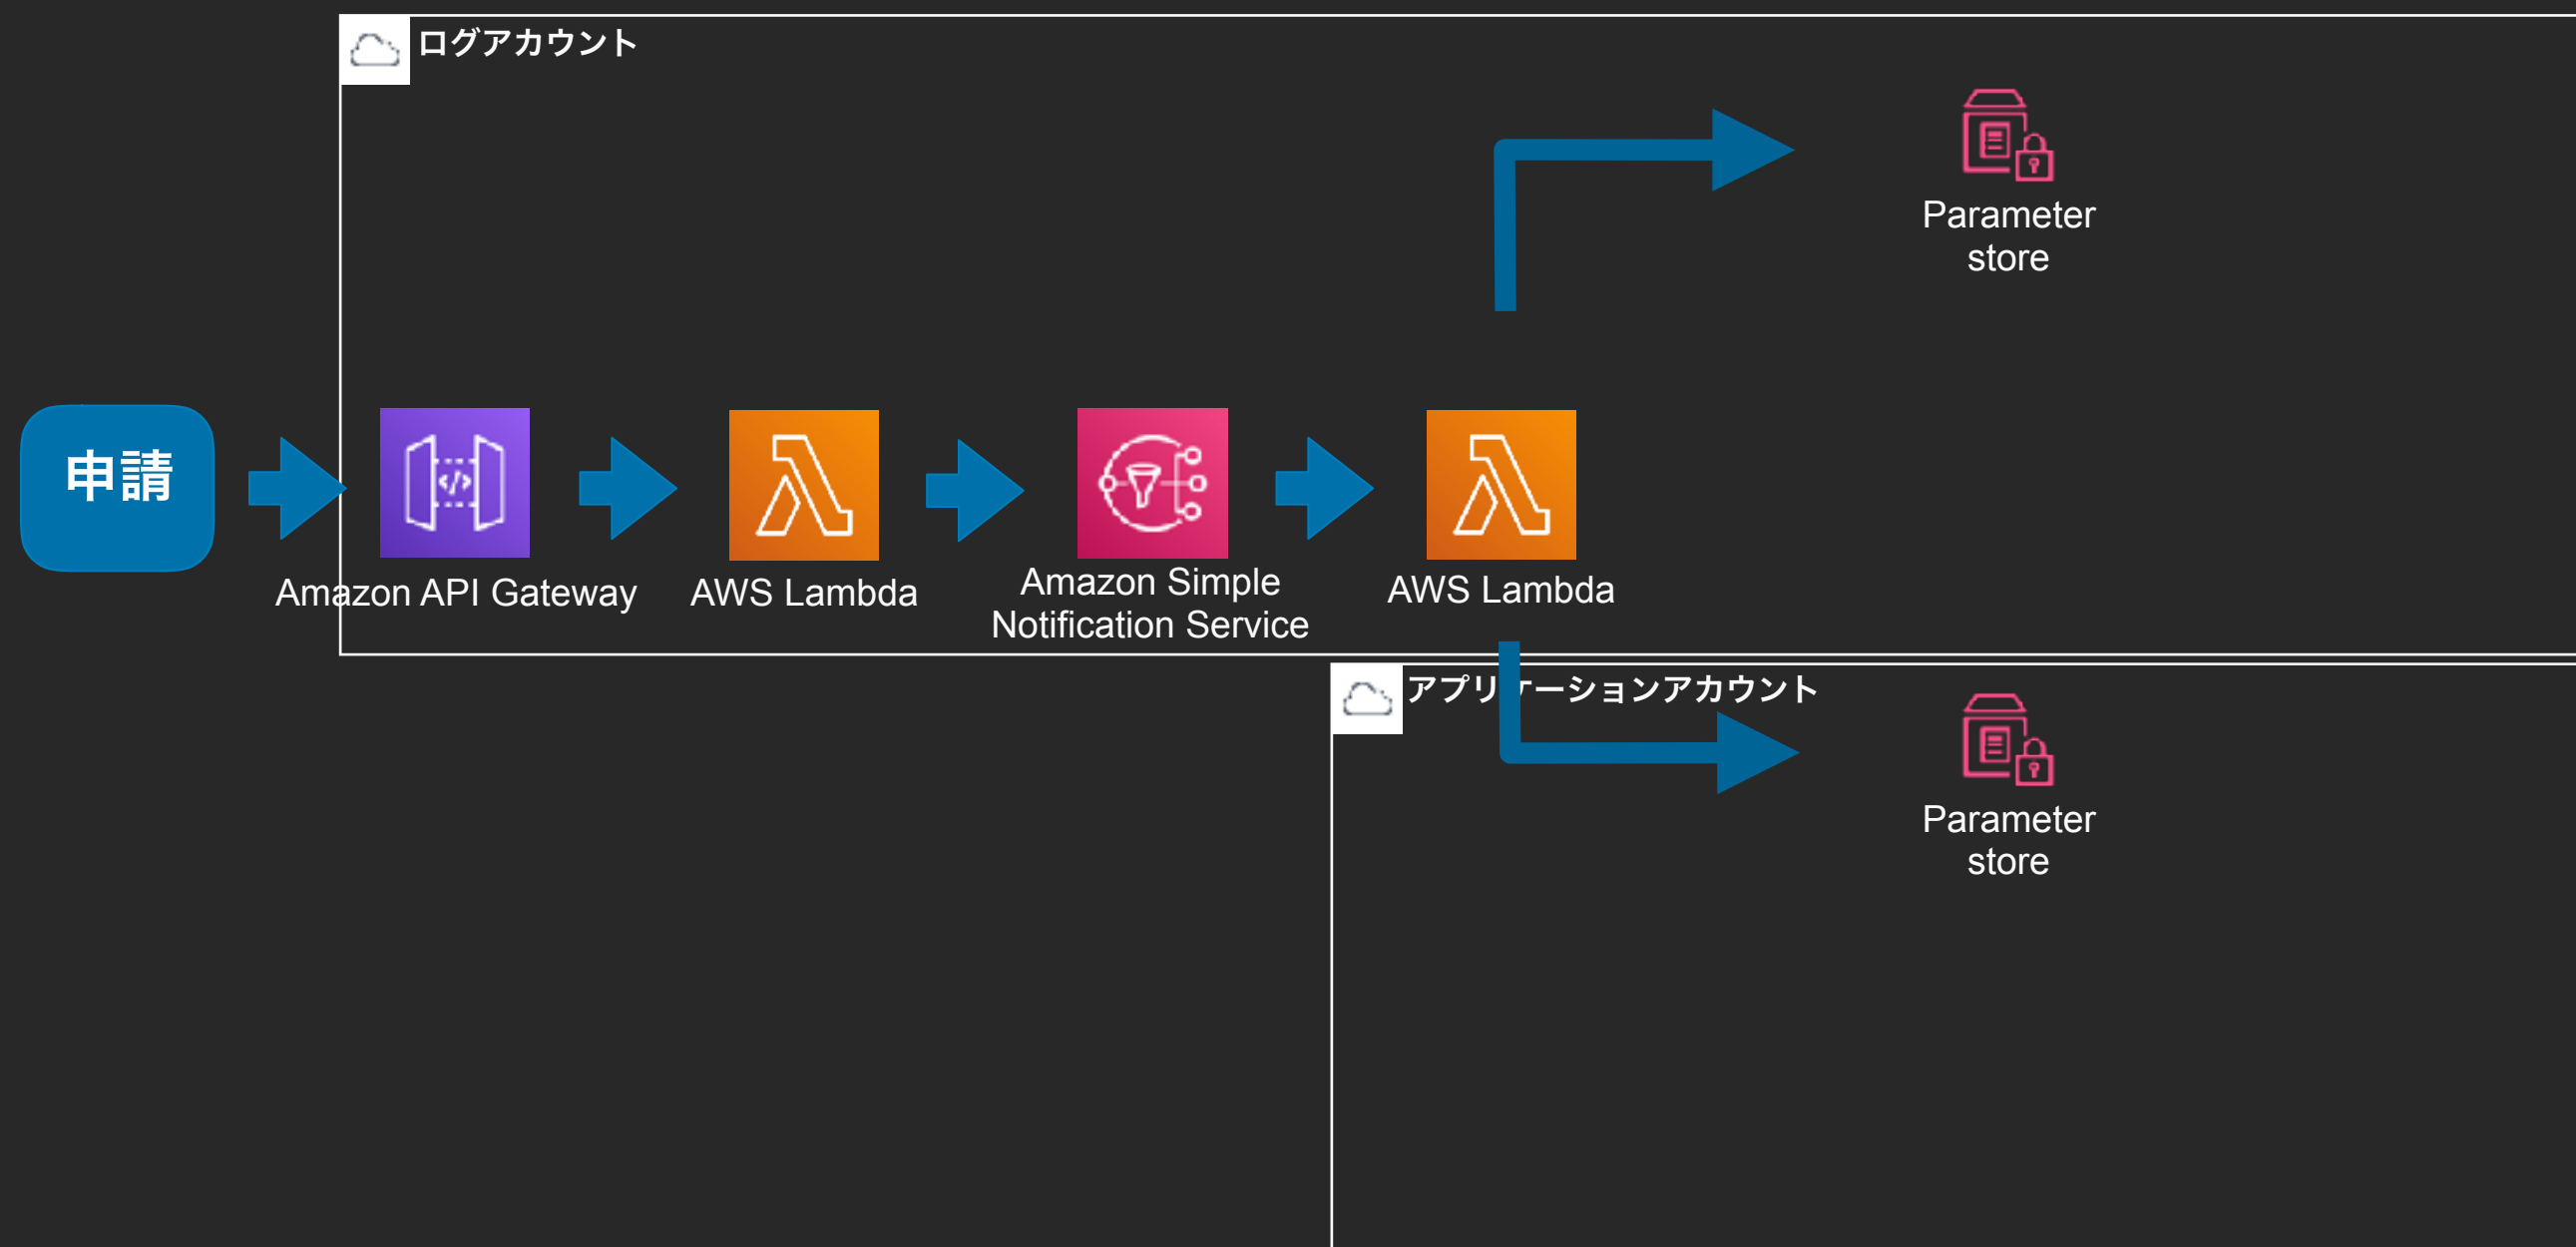 ログアカウント
Parameter
store
申請
Amazon API Gateway
AWS Lambda
Amazon Simple
Notification Service
AWS Lambda
アプリケーションアカウント
Parameter
store